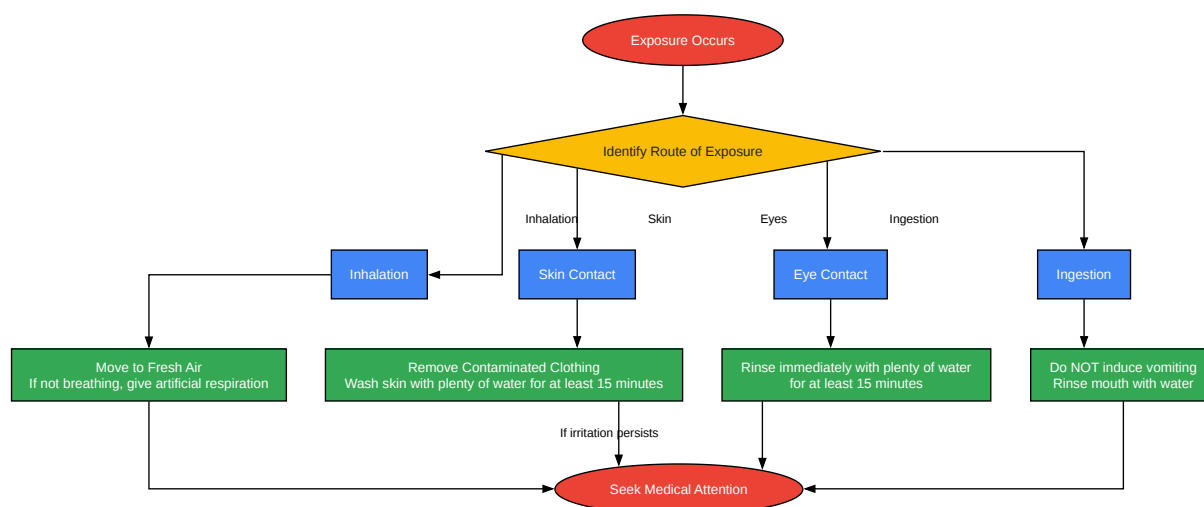 Exposure Occurs
Identify Route of Exposure
Inhalation
Skin
Eyes
Ingestion
Inhalation
Skin Contact
Eye Contact
Ingestion
Move to Fresh Air
If not breathing, give artificial respiration
Remove Contaminated Clothing
Wash skin with plenty of water for at least 15 minutes
Rinse immediately with plenty of water
for at least 15 minutes
Do NOT induce vomiting
Rinse mouth with water
If irritation persists
Seek Medical Attention